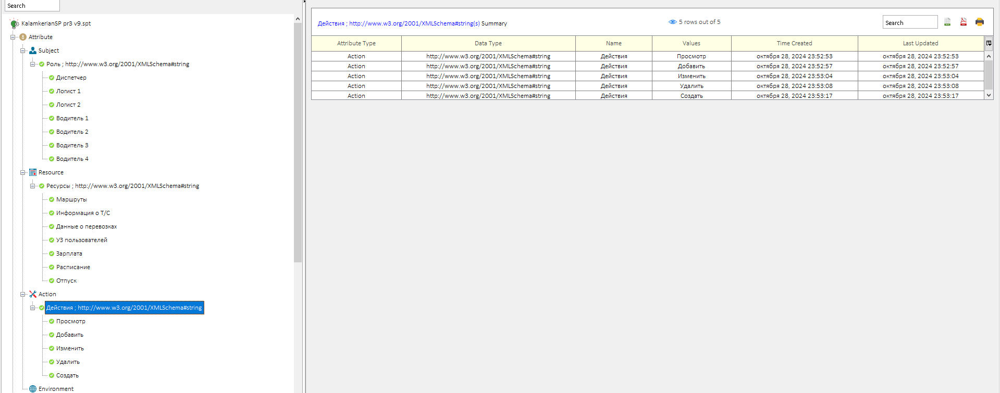 Search
KalamkerianSP pr3 v9.spt
Attribute
Subject
Роль ; http://www.w3.org/2001/XMLSchema#string
Диспетчер
Логист 1
Логист 2
Водитель 1
Водитель 2
Водитель 3
Водитель 4
Resource
Ресурсы ; http://www.w3.org/2001/XMLSchema#string
Маршруты
Информация о Т/С
Данные о перевозках
УЗ пользователей
Зарплата
Расписание
Отпуск
Action
Действия ; http://www.w3.org/2001/XMLSchema#string
Просмотр
Добавить
Изменить
Удалить
Создать
Environment
Действия ; http://www.w3.org/2001/XMLSchema#string(s) Summary 5 rows out of 5 Search
Attribute Type Data Type Name Values Time Created Last Updated
Action http://www.w3.org/2001/XMLSchema#string Действия Просмотр октября 28, 2024 23:52:53 октября 28, 2024 23:52:53
Action http://www.w3.org/2001/XMLSchema#string Действия Добавить октября 28, 2024 23:52:57 октября 28, 2024 23:52:57
Action http://www.w3.org/2001/XMLSchema#string Действия Изменить октября 28, 2024 23:53:04 октября 28, 2024 23:53:04
Action http://www.w3.org/2001/XMLSchema#string Действия Удалить октября 28, 2024 23:53:08 октября 28, 2024 23:53:08
Action http://www.w3.org/2001/XMLSchema#string Действия Создать октября 28, 2024 23:53:17 октября 28, 2024 23:53:17